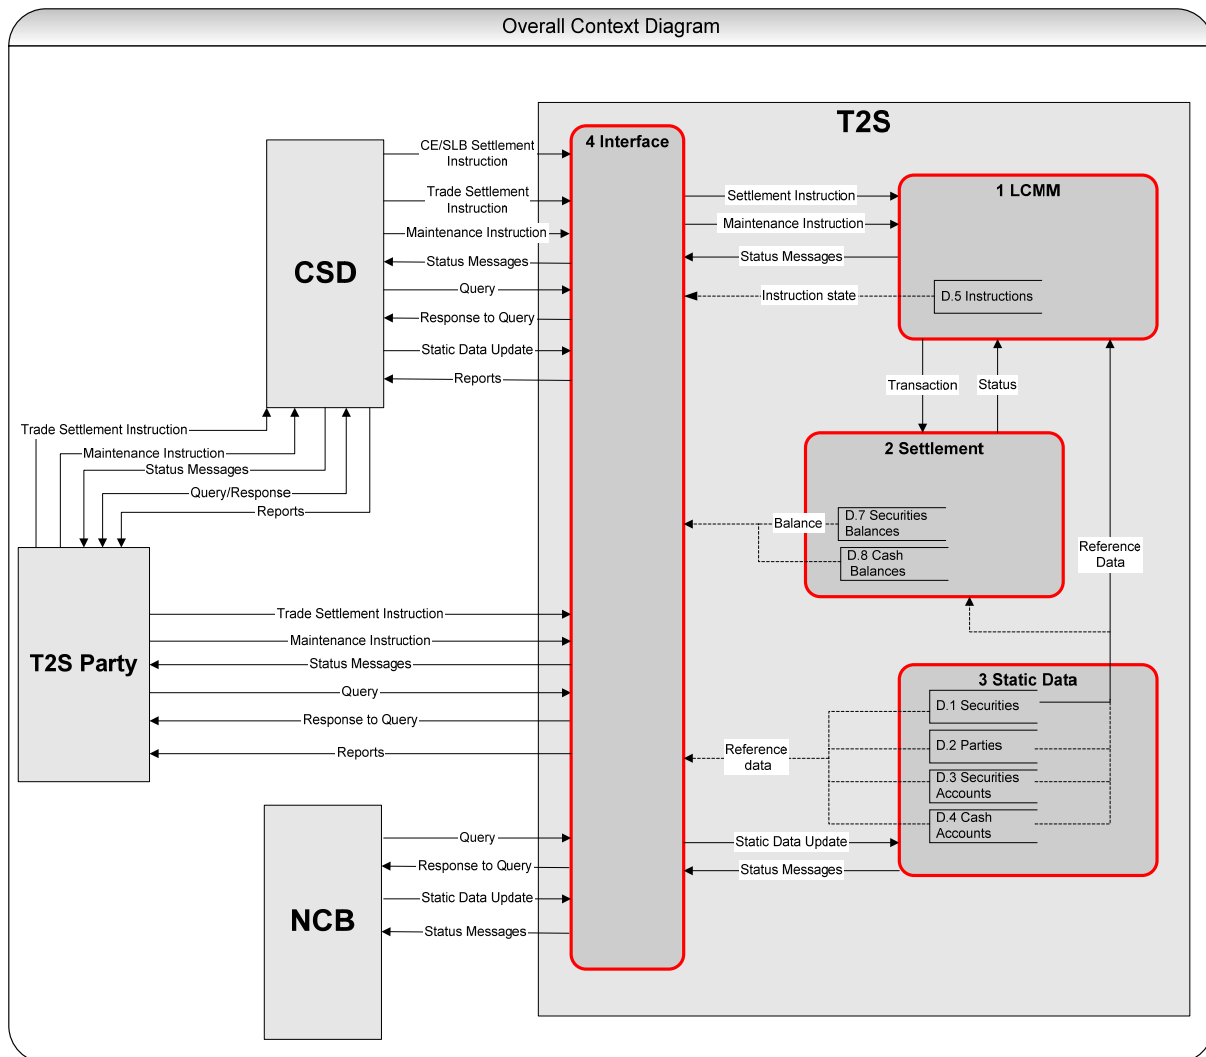 Overall Context Diagram
T2S
4 Interface
CE/SLB Settlement
Instruction
Trade Settlement
Instruction
Maintenance Instruction
Status Messages
Query
Response to Query
Static Data Update
Reports
CSD
Settlement Instruction
Maintenance Instruction
Status Messages
Instruction state
1 LCMM
D.5 Instructions
Transaction
Status
Trade Settlement Instruction
Maintenance Instruction
Status Messages
Query/Response
Reports
2 Settlement
D.7 Securities
Balances
D.8 Cash
Balances
Balance
Reference
Data
T2S Party
Trade Settlement Instruction
Maintenance Instruction
Status Messages
Query
Response to Query
Reports
3 Static Data
D.1 Securities
D.2 Parties
D.3 Securities
Accounts
D.4 Cash
Accounts
Reference
data
Static Data Update
Status Messages
NCB
Query
Response to Query
Static Data Update
Status Messages